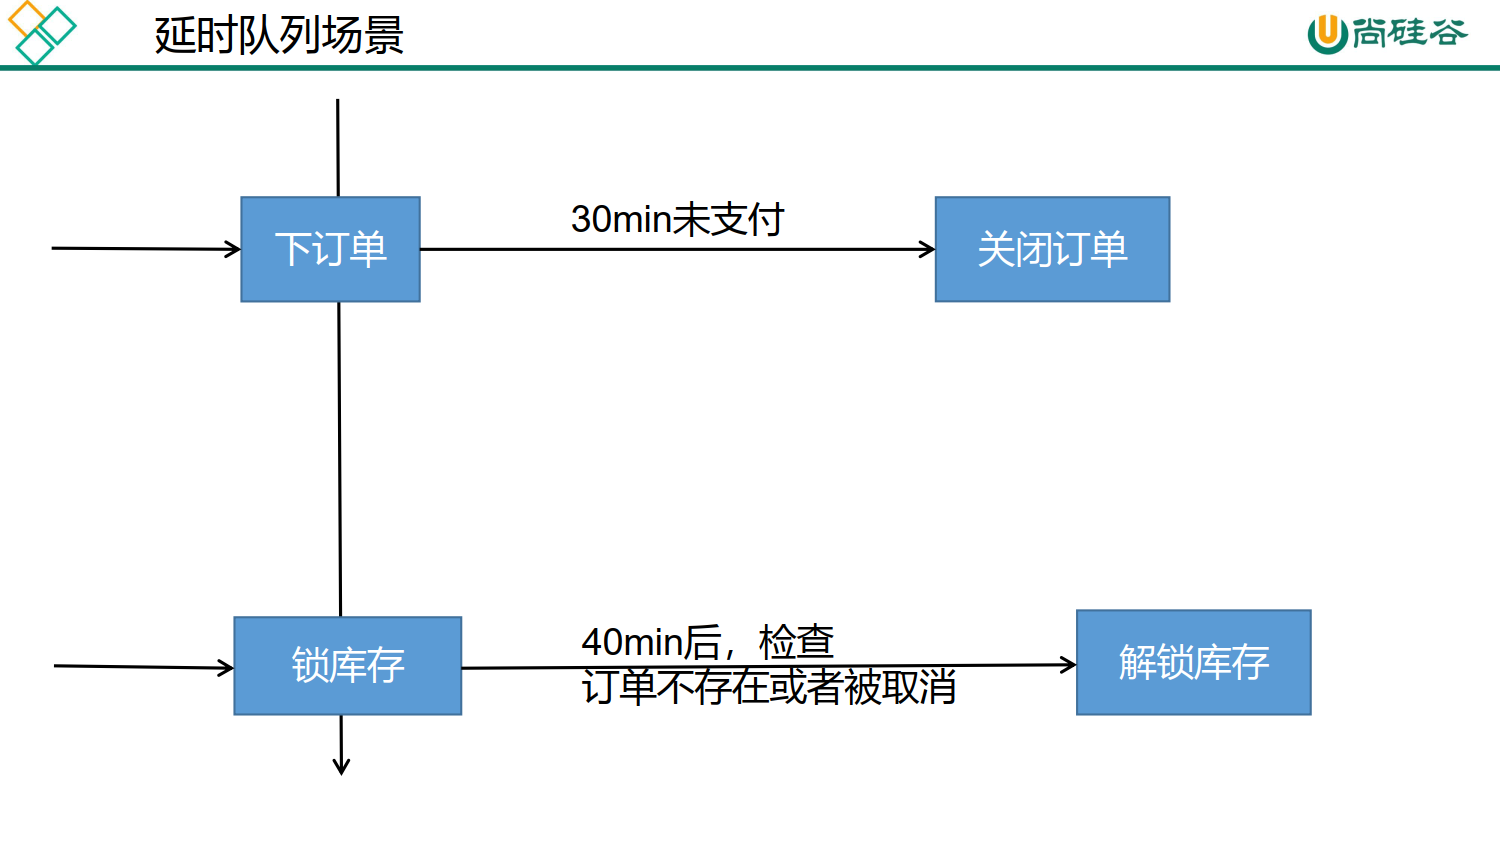 延时队列场景
尚硅谷
30min未支付
下订单
关闭订单
40min后，检查
订单不存在或者被取消
锁库存
解锁库存